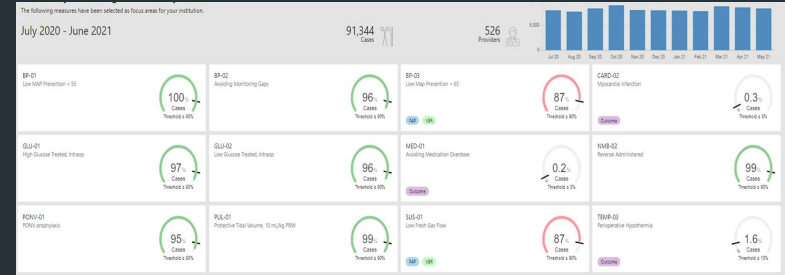 The following measures have been selected as focus areas for your institution.
July 2020 - June 2021
91,344
Cases
526
Providers
6,000
0
Jul 20 Aug 20 Sep 20 Oct 20 Nov 20 Dec 20 Jan 21 Feb 21 Mar 21 Apr 21 May 21
BP-01
Low MAP Prevention < 55
100%
Cases
Threshold ≥ 90%
BP-02
Avoiding Monitoring Gaps
96%
Cases
Threshold ≥ 90%
BP-03
Low Map Prevention < 65
87%
Cases
Threshold ≥ 90%
P4P VBR
CARD-02
Myocardial Infarction
0.3%
Cases
Threshold ≤ 5%
Outcome
GLU-01
High Glucose Treated, Intraop
97%
Cases
Threshold ≥ 90%
GLU-02
Low Glucose Treated, Intraop
96%
Cases
Threshold ≥ 90%
MED-01
Avoiding Medication Overdose
0.2%
Cases
Outcome
NMB-02
Reversal Administered
99%
Cases
Threshold ≥ 90%
PONV-01
PONV prophylaxis
95%
Cases
Threshold ≥ 90%
PUL-01
Protective Tidal Volume, 10 mL/kg PBW
99%
Cases
Threshold ≥ 90%
SUS-01
Low Fresh Gas Flow
87%
Cases
Threshold ≥ 90%
P4P VBR
TEMP-03
Perioperative Hypothermia
1.6%
Cases
Threshold ≤ 10%
Outcome